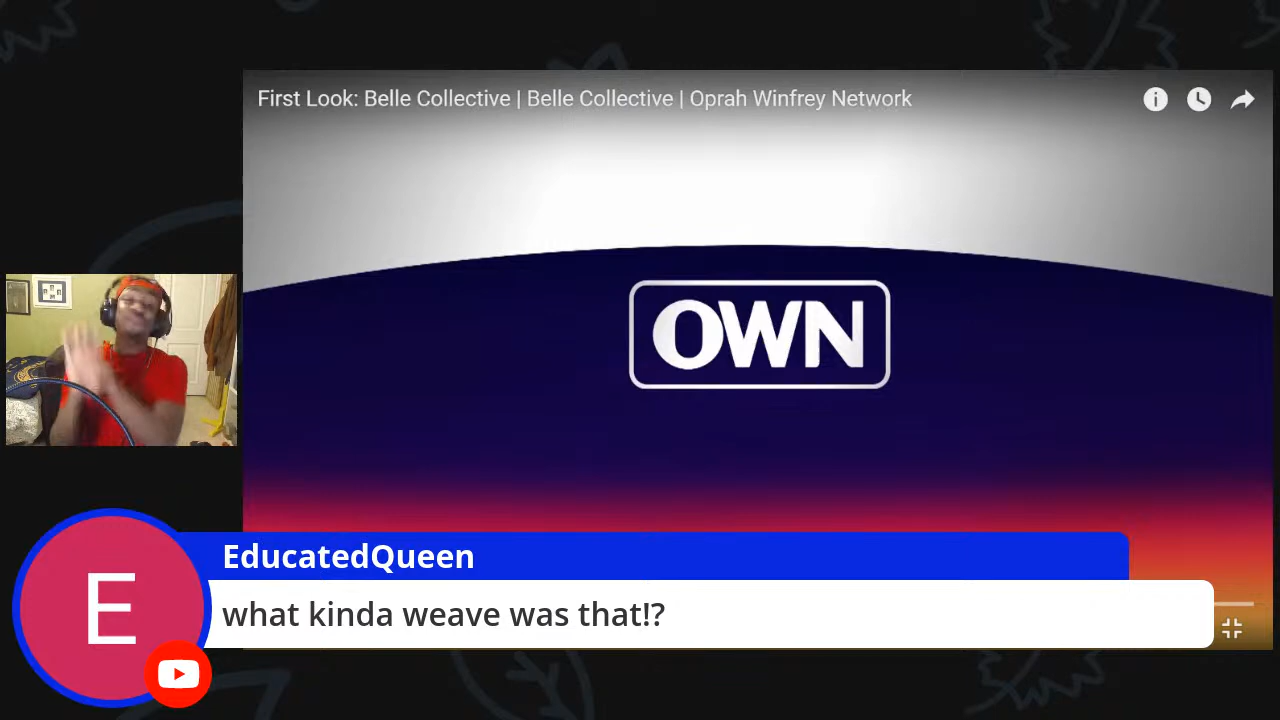 First Look: Belle Collective | Belle Collective | Oprah Winfrey Network
OWN
E
EducatedQueen
what kinda weave was that!?